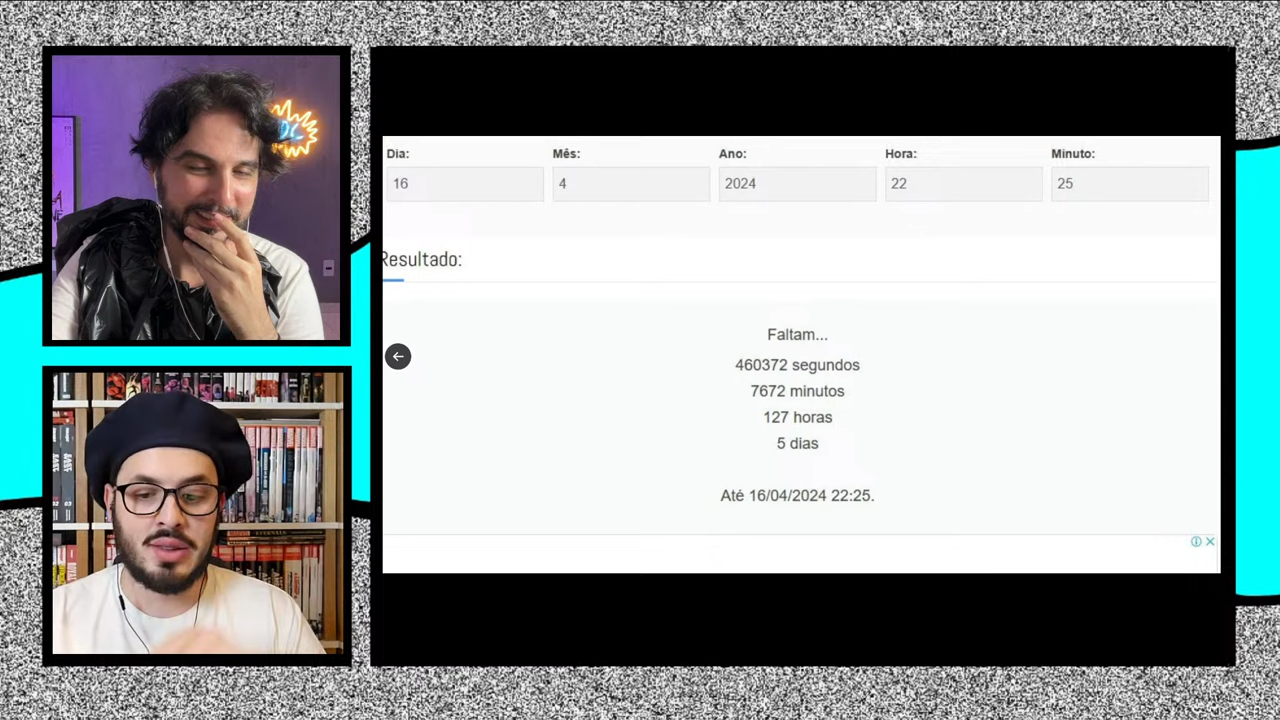 Dia:
Mês:
Ano:
Hora:
Minuto:
16
4
2024
22
25
Resultado:
Faltam...
460372 segundos
7672 minutos
127 horas
5 dias
Até 16/04/2024 22:25.